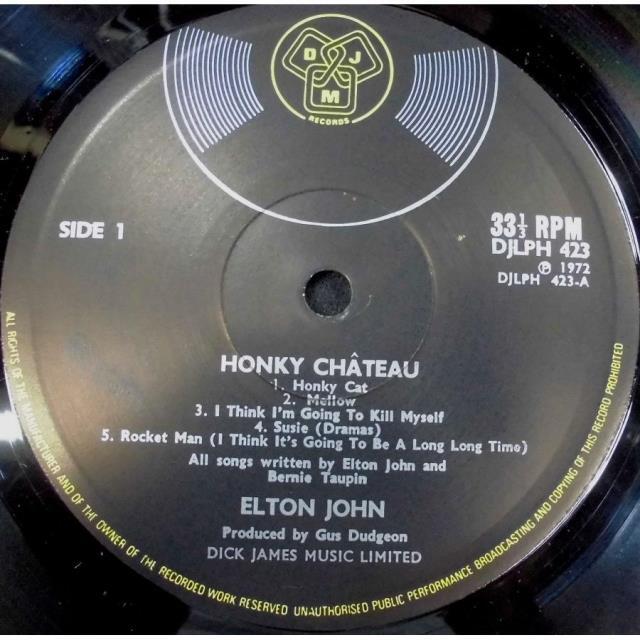 D J
M
RECORDS
SIDE 1
33⅓ RPM
DJLPH 423
℗ 1972
DJLPH 423-A
HONKY CHÂTEAU
1. Honky Cat
2. Mellow
3. I Think I'm Going To Kill Myself
4. Susie (Dramas)
5. Rocket Man (I Think It's Going To Be A Long Long Time)
All songs written by Elton John and
Bernie Taupin
ELTON JOHN
Produced by Gus Dudgeon
DICK JAMES MUSIC LIMITED
ALL RIGHTS OF THE MANUFACTURER AND OF THE OWNER OF THE RECORDED WORK RESERVED UNAUTHORISED PUBLIC PERFORMANCE BROADCASTING AND COPYING OF THIS RECORD PROHIBITED